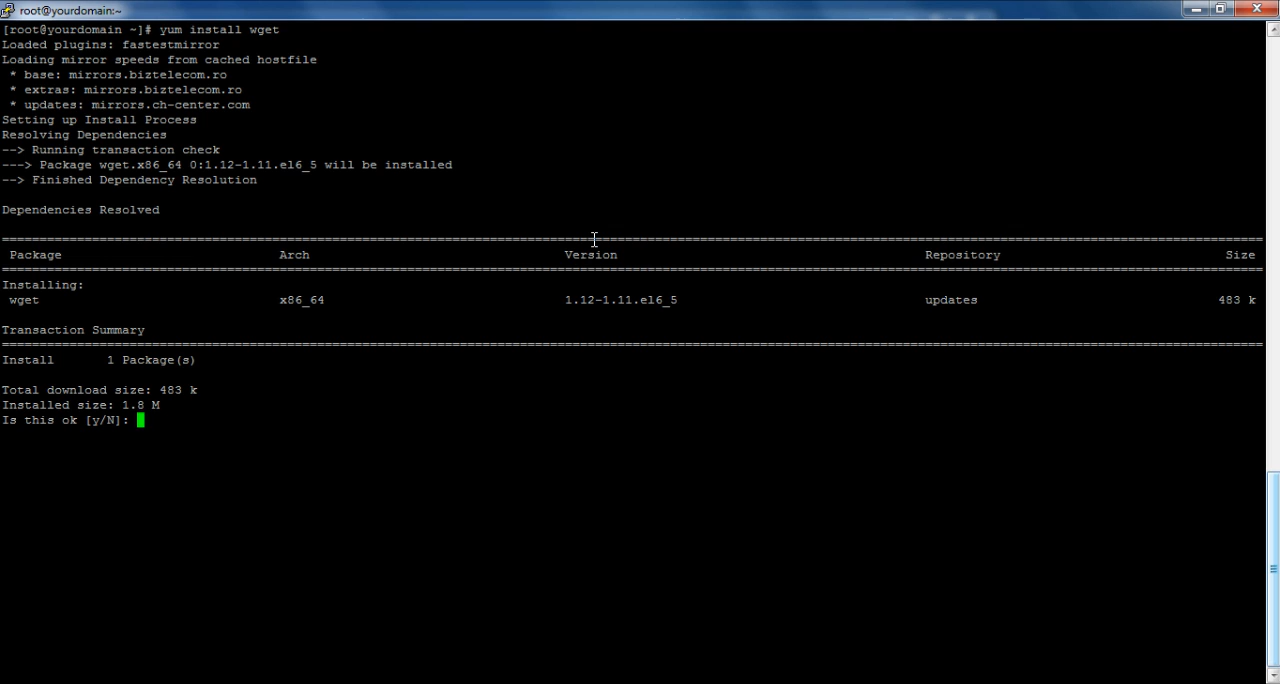 root@yourdomain:~
[root@yourdomain ~]# yum install wget
Loaded plugins: fastestmirror
Loading mirror speeds from cached hostfile
 * base: mirrors.biztelecom.ro
 * extras: mirrors.biztelecom.ro
 * updates: mirrors.ch-center.com
Setting up Install Process
Resolving Dependencies
--> Running transaction check
---> Package wget.x86_64 0:1.12-1.11.el6_5 will be installed
--> Finished Dependency Resolution
Dependencies Resolved
Package Arch Version Repository Size
Installing:
wget x86_64 1.12-1.11.el6_5 updates 483 k
Transaction Summary
Install 1 Package(s)
Total download size: 483 k
Installed size: 1.8 M
Is this ok [y/N]: